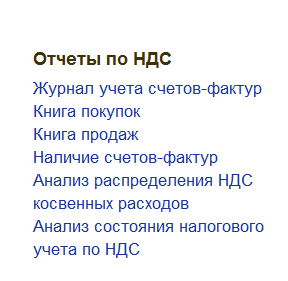 Отчеты по НДС
Журнал учета счетов-фактур
Книга покупок
Книга продаж
Наличие счетов-фактур
Анализ распределения НДС
косвенных расходов
Анализ состояния налогового
учета по НДС